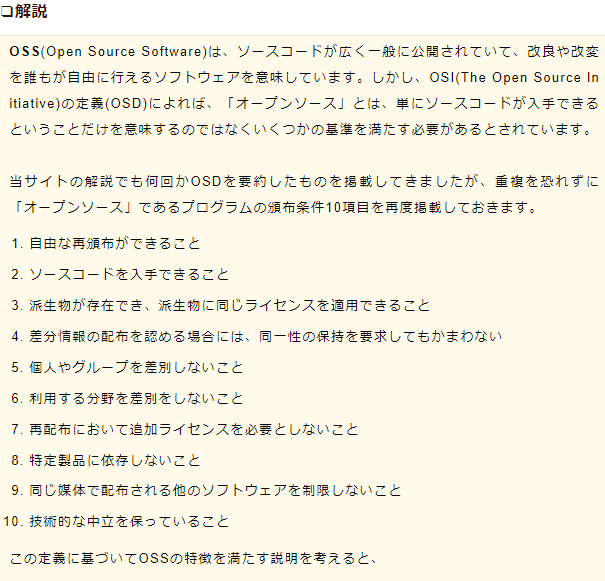 ❏解説
OSS(Open Source Software)は、ソースコードが広く一般に公開されていて、改良や改変
を誰もが自由に行えるソフトウェアを意味しています。しかし、OSI(The Open Source In
itiative)の定義(OSD)によれば、「オープンソース」とは、単にソースコードが入手できる
ということだけを意味するのではなくいくつかの基準を満たす必要があるとされています。
当サイトの解説でも何回かOSDを要約したものを掲載してきましたが、重複を恐れずに
「オープンソース」であるプログラムの頒布条件10項目を再度掲載しておきます。
1. 自由な再頒布ができること
2. ソースコードを入手できること
3. 派生物が存在でき、派生物に同じライセンスを適用できること
4. 差分情報の配布を認める場合には、同一性の保持を要求してもかまわない
5. 個人やグループを差別しないこと
6. 利用する分野を差別をしないこと
7. 再配布において追加ライセンスを必要としないこと
8. 特定製品に依存しないこと
9. 同じ媒体で配布される他のソフトウェアを制限しないこと
10. 技術的な中立を保っていること
この定義に基づいてOSSの特徴を満たす説明を考えると、